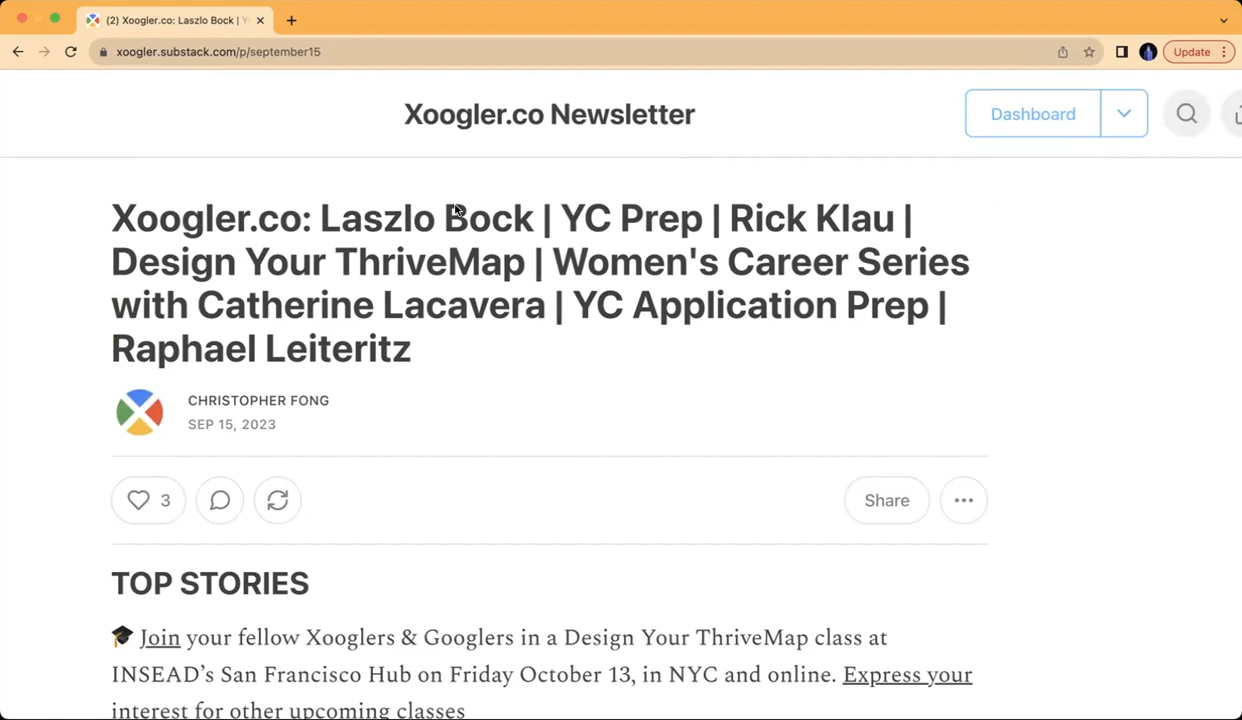 (2) Xoogler.co: Laszlo Bock | Y
xoogler.substack.com/p/september15
Update
Xoogler.co Newsletter
Dashboard
Xoogler.co: Laszlo Bock | YC Prep | Rick Klau |
Design Your ThriveMap | Women's Career Series
with Catherine Lacavera | YC Application Prep |
Raphael Leiteritz
CHRISTOPHER FONG
SEP 15, 2023
3
Share
TOP STORIES
🎓 Join your fellow Xooglers & Googlers in a Design Your ThriveMap class at
INSEAD’s San Francisco Hub on Friday October 13, in NYC and online. Express your
interest for other upcoming classes